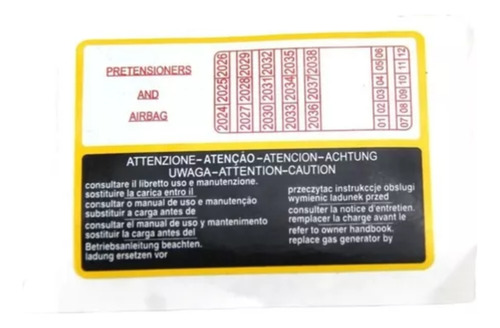 PRETENSIONERS
AND
AIRBAG
2024 2025 2026
2027 2028 2029
2030 2031 2032
2033 2034 2035
2036 2037 2038
01 02 03 04 05 06
07 08 09 10 11 12
ATTENZIONE-ATENÇÃO-ATENCION-ACHTUNG
UWAGA-ATTENTION-CAUTION
consultare il libretto uso e manutenzione.
sostituire la carica entro il
consultar o manual de uso e manutenção
substituir a carga antes de
consultar el manual de uso y mantenimento
sostituir la carga antes del
Betriebsanleitung beachten.
ladung ersetzen vor
przeczytac instrukccje obslugi
wymienic ladunek przed
consulter la notice d'entretien.
remplacer la charge avant le
refer to owner handbook.
replace gas generator by